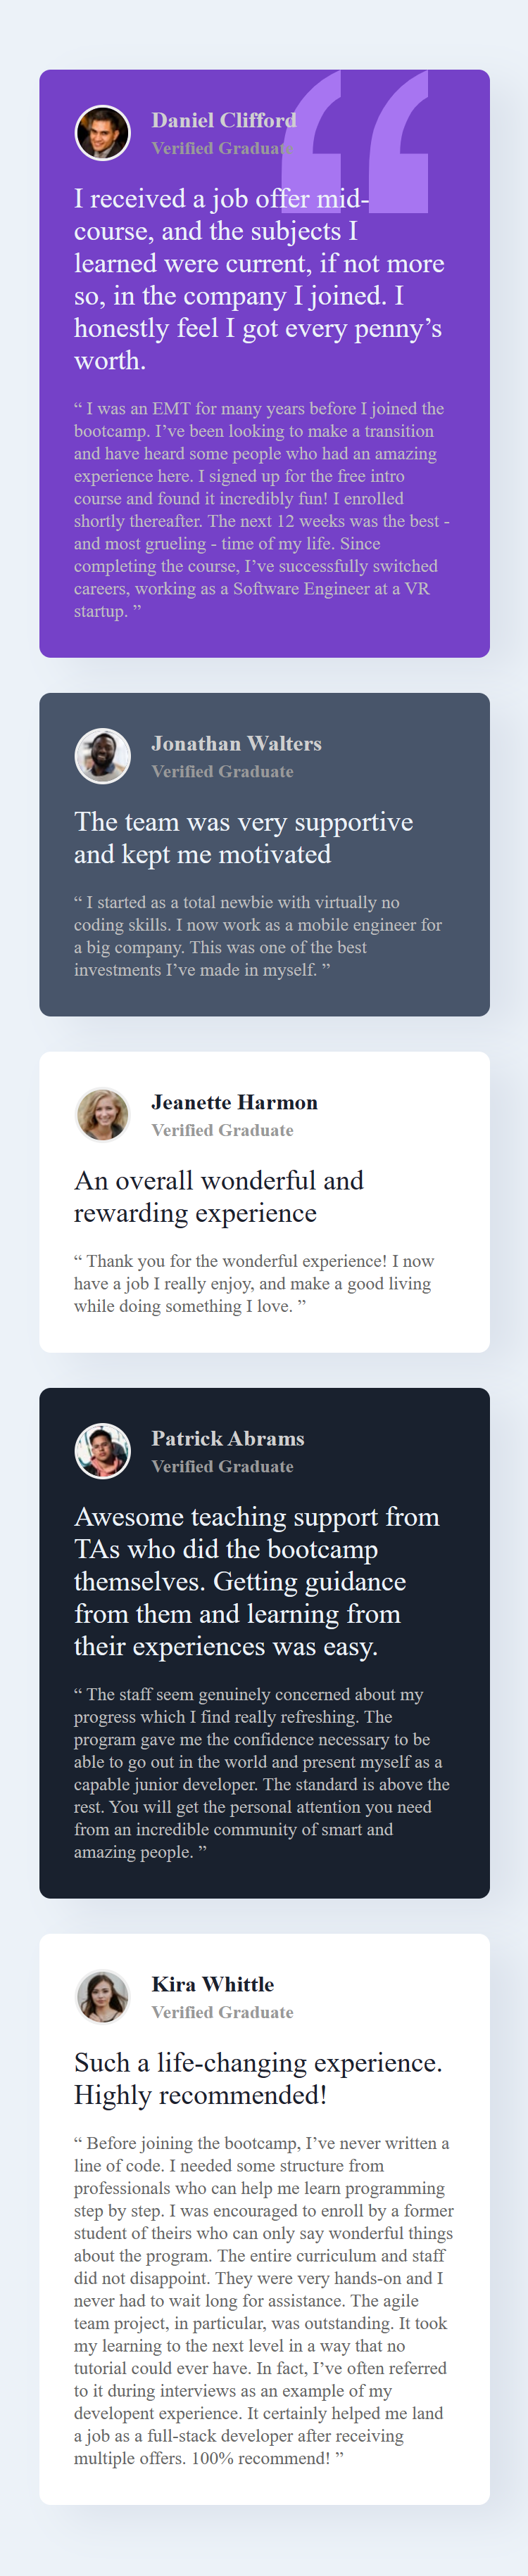 Daniel Clifford
Verified Graduate
I received a job offer mid-
course, and the subjects I
learned were current, if not more
so, in the company I joined. I
honestly feel I got every penny’s
worth.
“ I was an EMT for many years before I joined the
bootcamp. I’ve been looking to make a transition
and have heard some people who had an amazing
experience here. I signed up for the free intro
course and found it incredibly fun! I enrolled
shortly thereafter. The next 12 weeks was the best -
and most grueling - time of my life. Since
completing the course, I’ve successfully switched
careers, working as a Software Engineer at a VR
startup. ”
Jonathan Walters
Verified Graduate
The team was very supportive
and kept me motivated
“ I started as a total newbie with virtually no
coding skills. I now work as a mobile engineer for
a big company. This was one of the best
investments I’ve made in myself. ”
Jeanette Harmon
Verified Graduate
An overall wonderful and
rewarding experience
“ Thank you for the wonderful experience! I now
have a job I really enjoy, and make a good living
while doing something I love. ”
Patrick Abrams
Verified Graduate
Awesome teaching support from
TAs who did the bootcamp
themselves. Getting guidance
from them and learning from
their experiences was easy.
“ The staff seem genuinely concerned about my
progress which I find really refreshing. The
program gave me the confidence necessary to be
able to go out in the world and present myself as a
capable junior developer. The standard is above the
rest. You will get the personal attention you need
from an incredible community of smart and
amazing people. ”
Kira Whittle
Verified Graduate
Such a life-changing experience.
Highly recommended!
“ Before joining the bootcamp, I’ve never written a
line of code. I needed some structure from
professionals who can help me learn programming
step by step. I was encouraged to enroll by a former
student of theirs who can only say wonderful things
about the program. The entire curriculum and staff
did not disappoint. They were very hands-on and I
never had to wait long for assistance. The agile
team project, in particular, was outstanding. It took
my learning to the next level in a way that no
tutorial could ever have. In fact, I’ve often referred
to it during interviews as an example of my
developent experience. It certainly helped me land
a job as a full-stack developer after receiving
multiple offers. 100% recommend! ”